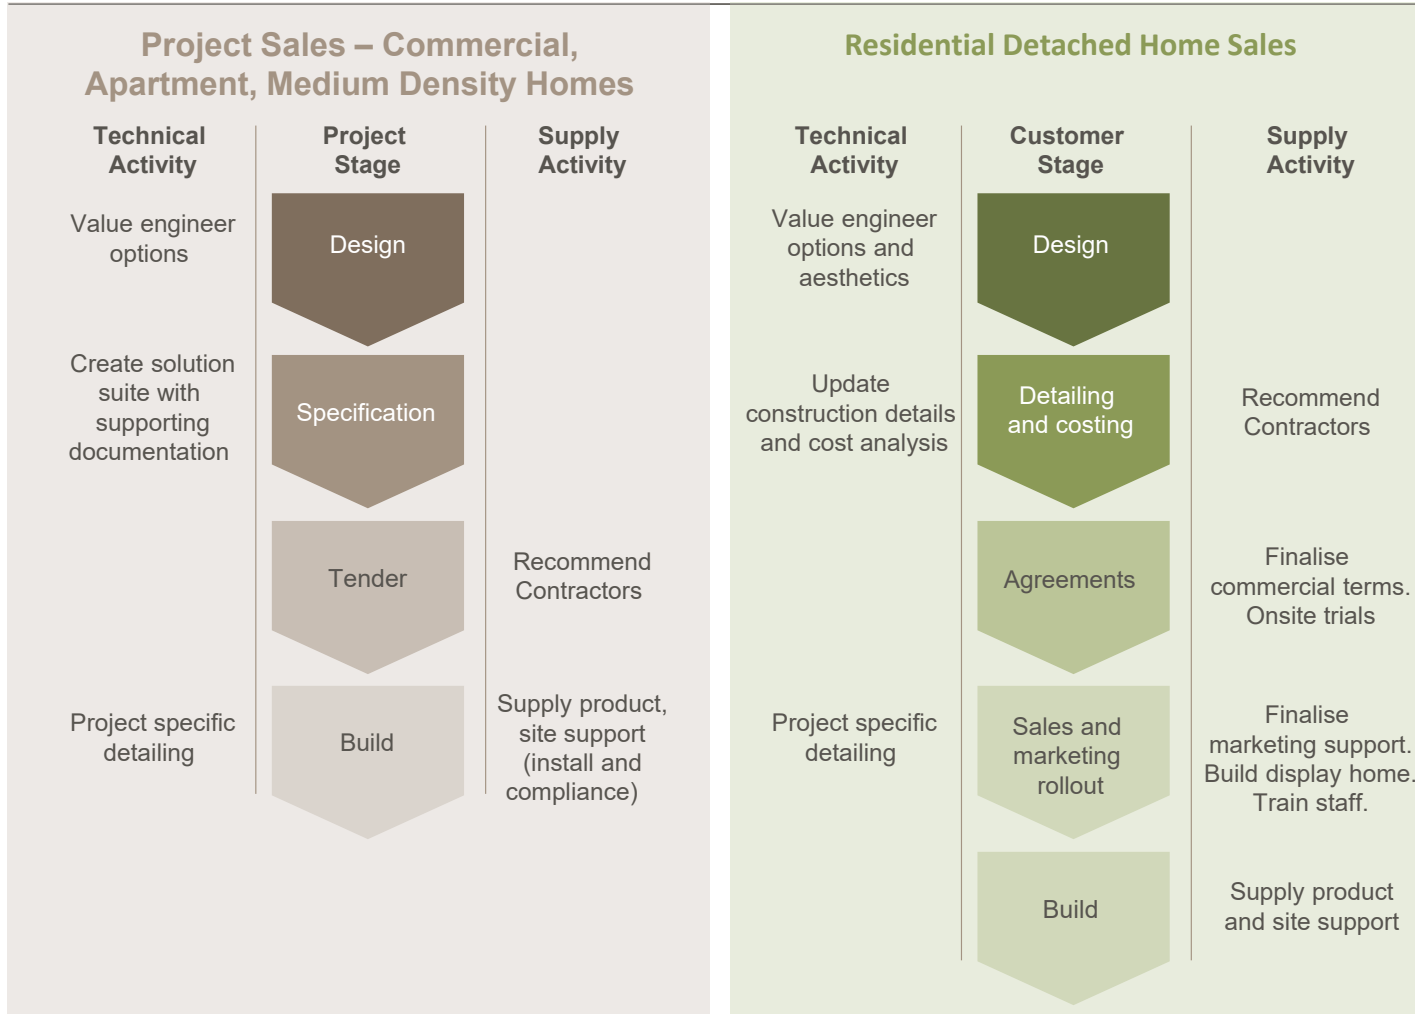 Project Sales – Commercial,
Apartment, Medium Density Homes
Technical
Activity
Project
Stage
Supply
Activity
Value engineer
options
Design
Create solution
suite with
supporting
documentation
Specification
Tender
Recommend
Contractors
Project specific
detailing
Build
Supply product,
site support
(install and
compliance)
Residential Detached Home Sales
Technical
Activity
Customer
Stage
Supply
Activity
Value engineer
options and
aesthetics
Design
Update
construction details
and cost analysis
Detailing
and costing
Recommend
Contractors
Agreements
Finalise
commercial terms.
Onsite trials
Project specific
detailing
Sales and
marketing
rollout
Finalise
marketing support.
Build display home.
Train staff.
Build
Supply product
and site support